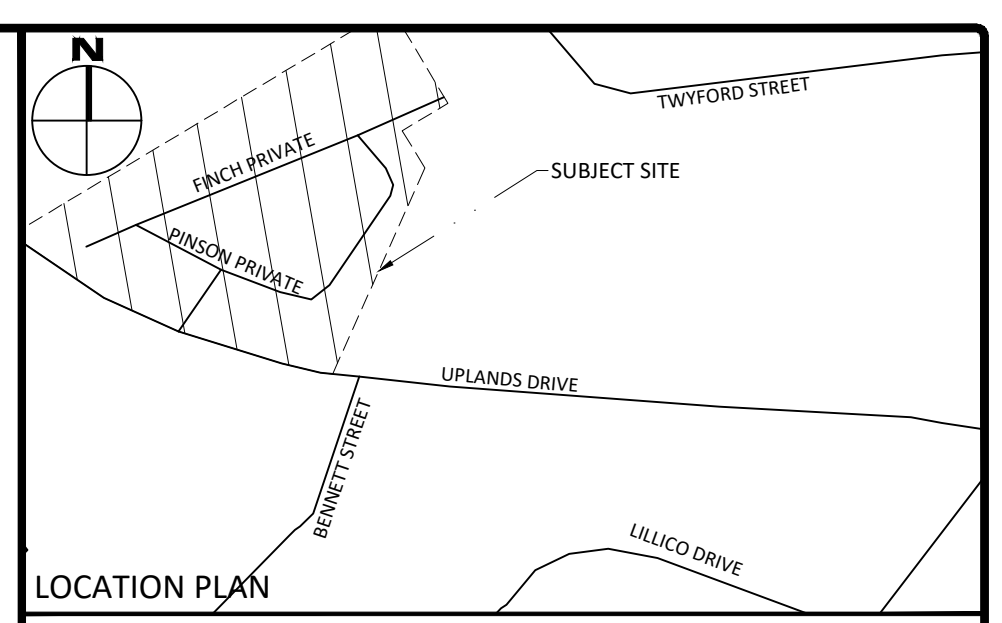 N
TWYFORD STREET
FINCH PRIVATE
SUBJECT SITE
PINSON PRIVATE
UPLANDS DRIVE
BENNETT STREET
LILLICO DRIVE
LOCATION PLAN